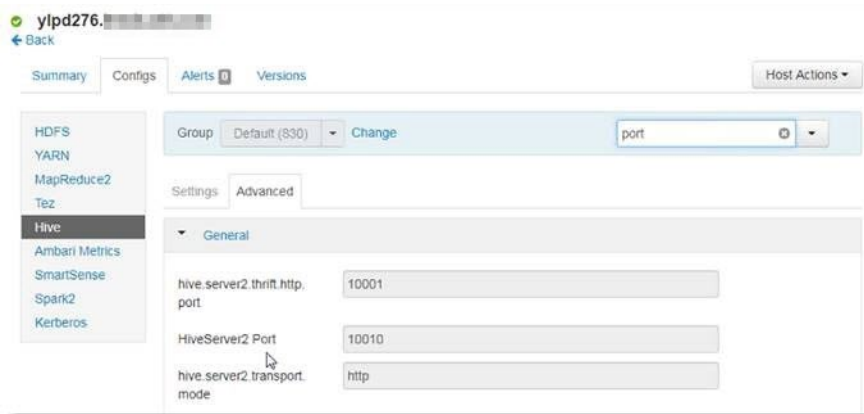 ylpd276.
Back
Summary Configs Alerts 0 Versions Host Actions
HDFS
YARN
MapReduce2
Tez
Hive
Ambari Metrics
SmartSense
Spark2
Kerberos
Group Default (830) Change port
Settings Advanced
General
hive.server2.thrift.http.
port
10001
HiveServer2 Port 10010
hive.server2.transport.
mode
http